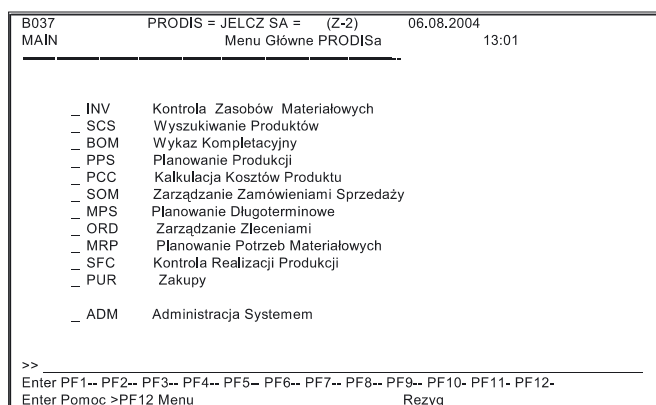 B037 PRODIS = JELCZ SA = (Z-2) 06.08.2004
MAIN Menu Główne PRODISa 13:01
_ INV Kontrola Zasobów Materiałowych
_ SCS Wyszukiwanie Produktów
_ BOM Wykaz Kompletacyjny
_ PPS Planowanie Produkcji
_ PCC Kalkulacja Kosztów Produktu
_ SOM Zarządzanie Zamówieniami Sprzedaży
_ MPS Planowanie Długoterminowe
_ ORD Zarządzanie Zleceniami
_ MRP Planowanie Potrzeb Materiałowych
_ SFC Kontrola Realizacji Produkcji
_ PUR Zakupy
_ ADM Administracja Systemem
>>
Enter PF1-- PF2-- PF3-- PF4-- PF5-- PF6-- PF7-- PF8-- PF9-- PF10- PF11- PF12-
Enter Pomoc >PF12 Menu Rezyg